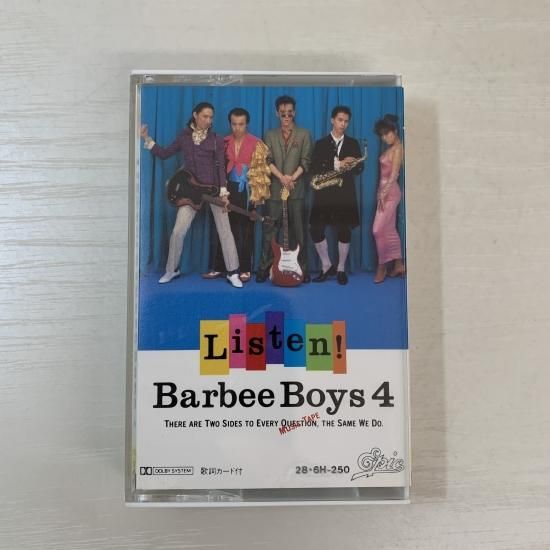 Listen!
Barbee Boys 4
THERE ARE TWO SIDES TO EVERY QUESTION, THE SAME WE DO.
MUSIC TAPE
DOLBY SYSTEM 歌詞カード付 28・6H-250 Epic